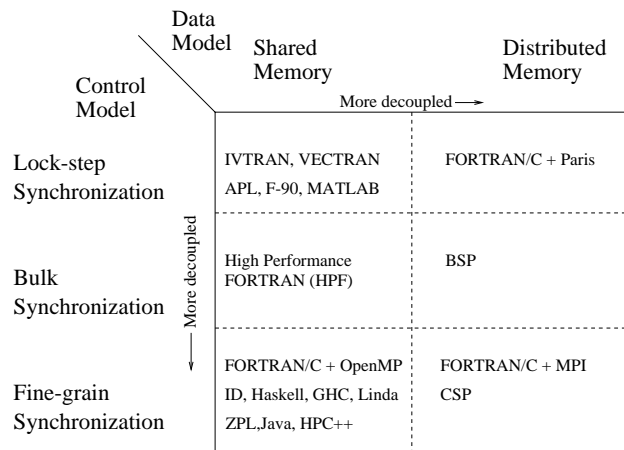 Data
Model
Shared
Memory
Distributed
Memory
Control
Model
More decoupled
Lock-step
Synchronization
IVTRAN, VECTRAN
APL, F-90, MATLAB
FORTRAN/C + Paris
More decoupled
Bulk
Synchronization
High Performance
FORTRAN (HPF)
BSP
Fine-grain
Synchronization
FORTRAN/C + OpenMP
ID, Haskell, GHC, Linda
ZPL,Java, HPC++
FORTRAN/C + MPI
CSP